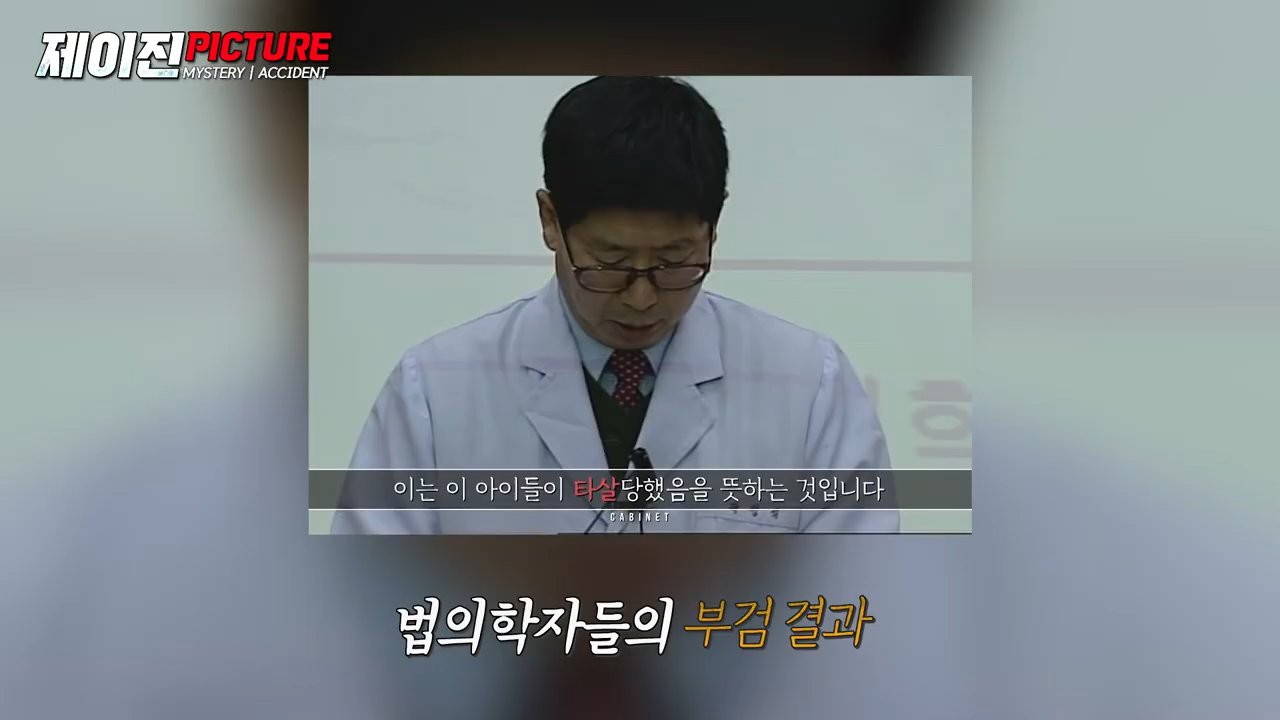 제이진PICTURE
MYSTERY | ACCIDENT
이는 이 아이들이 타살당했음을 뜻하는 것입니다
CABINET
법의학자들의 부검 결과